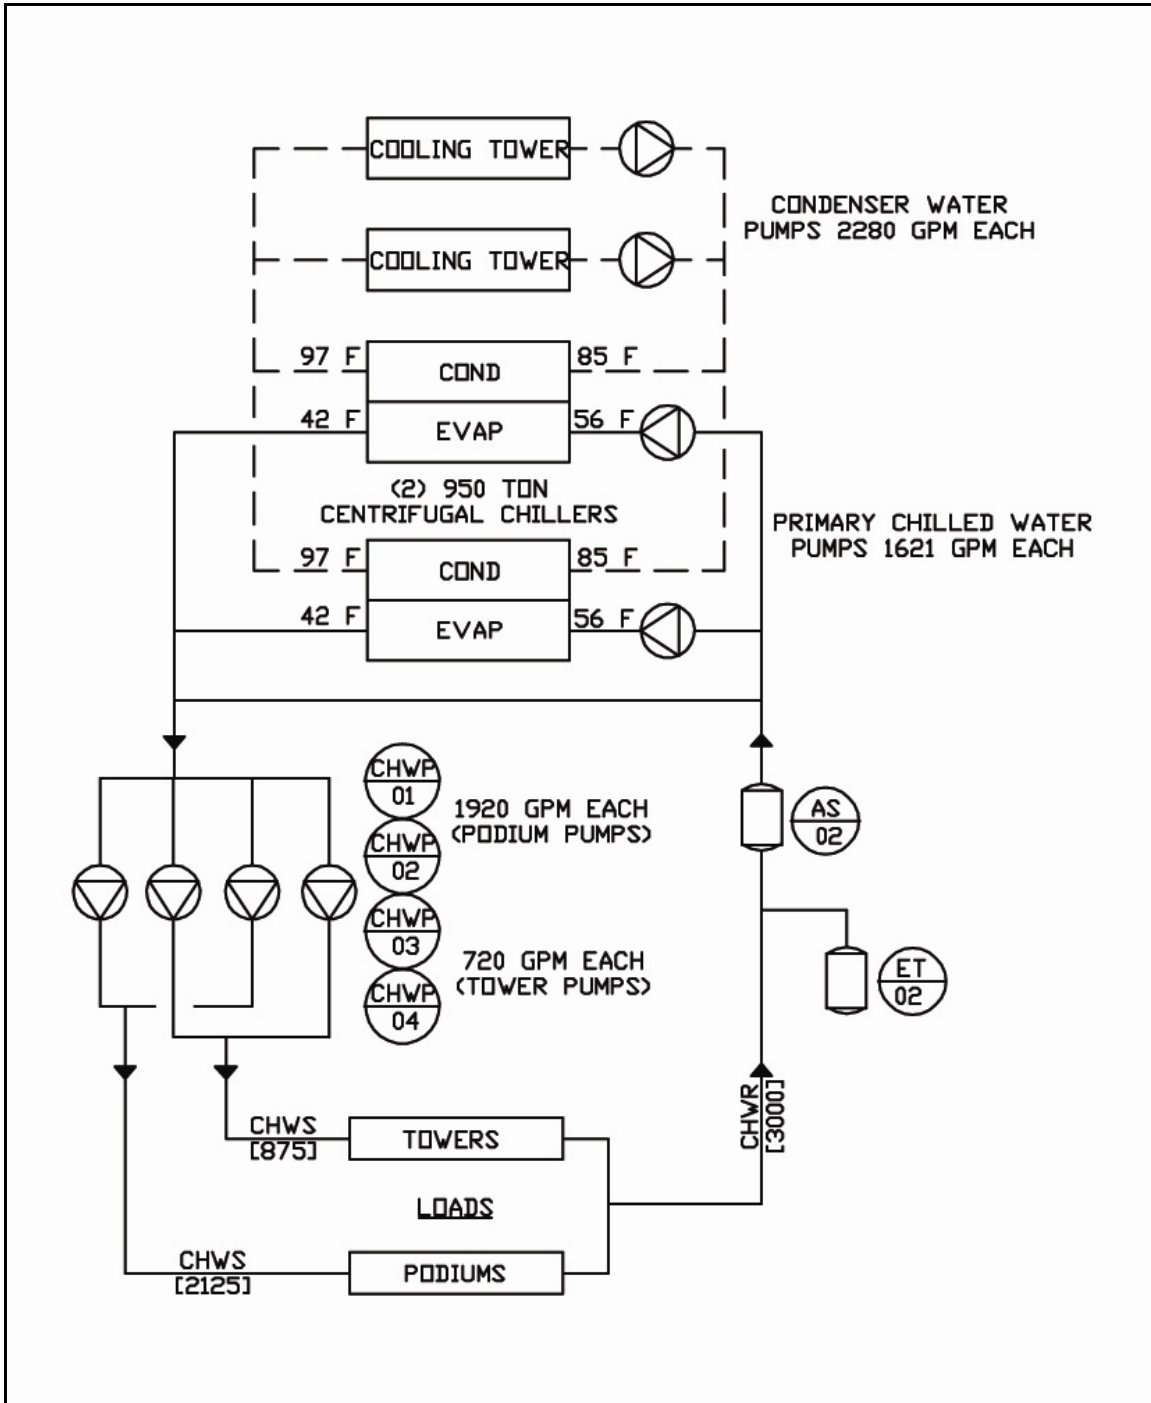 COOLING TOWER
CONDENSER WATER
PUMPS 2280 GPM EACH
COOLING TOWER
97 F
COND
85 F
42 F
EVAP
56 F
(2) 950 TON
CENTRIFUGAL CHILLERS
PRIMARY CHILLED WATER
PUMPS 1621 GPM EACH
97 F
COND
85 F
42 F
EVAP
56 F
CHWP
01
1920 GPM EACH
(PODIUM PUMPS)
CHWP
02
AS
02
CHWP
03
720 GPM EACH
(TOWER PUMPS)
CHWP
04
ET
02
CHWR
[3000]
CHWS
[875]
TOWERS
LOADS
CHWS
[2125]
PODIUMS